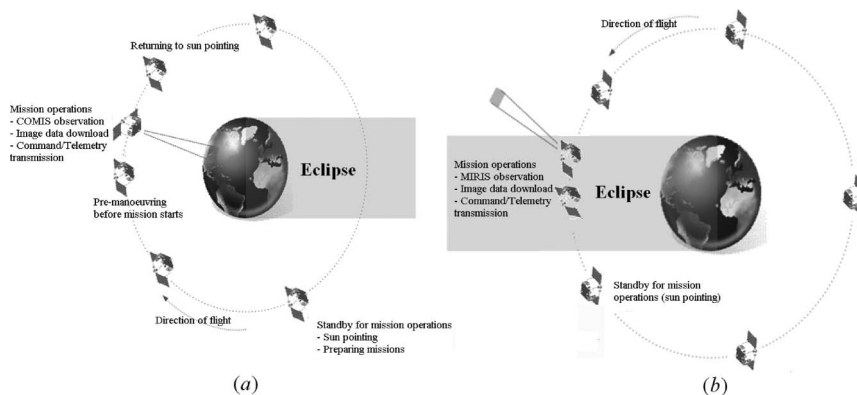 Returning to sun pointing
Mission operations
- COMIS observation
- Image data download
- Command/Telemetry
transmission
Eclipse
Pre-manoeuvring
before mission starts
Direction of flight
Standby for mission operations
- Sun pointing
- Preparing missions
(a)
Direction of flight
Mission operations
- MIRIS observation
- Image data download
- Command/Telemetry
transmission
Eclipse
Standby for mission
operations (sun pointing)
(b)